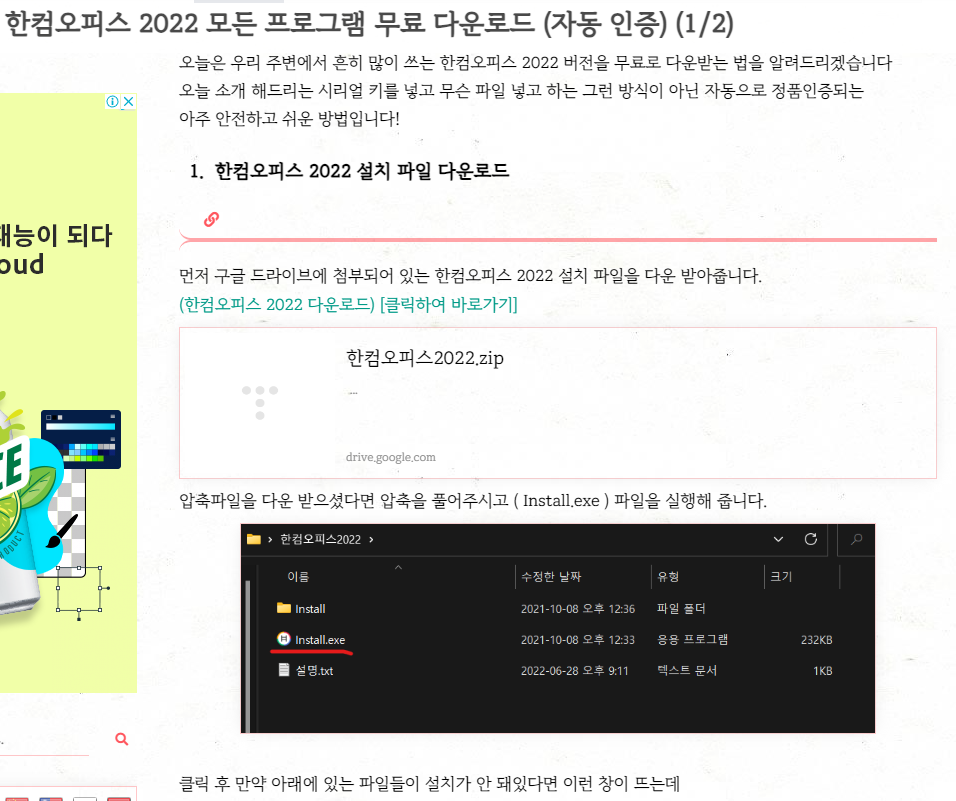 한컴오피스 2022 모든 프로그램 무료 다운로드 (자동 인증) (1/2)
오늘은 우리 주변에서 흔히 많이 쓰는 한컴오피스 2022 버전을 무료로 다운받는 법을 알려드리겠습니다
오늘 소개 해드리는 시리얼 키를 넣고 무슨 파일 넣고 하는 그런 방식이 아닌 자동으로 정품인증되는
아주 안전하고 쉬운 방법입니다!
1. 한컴오피스 2022 설치 파일 다운로드
재능이 되다
oud
먼저 구글 드라이브에 첨부되어 있는 한컴오피스 2022 설치 파일을 다운 받아줍니다.
(한컴오피스 2022 다운로드) [클릭하여 바로가기]
한컴오피스2022.zip
...
drive.google.com
CE
PRODUCT
압축파일을 다운 받으셨다면 압축을 풀어주시고 ( Install.exe ) 파일을 실행해 줍니다.
› 한컴오피스2022 ›
이름 수정한 날짜 유형 크기
Install 2021-10-08 오후 12:36 파일 폴더
Install.exe 2021-10-08 오후 12:33 응용 프로그램 232KB
설명.txt 2022-06-28 오후 9:11 텍스트 문서 1KB
클릭 후 만약 아래에 있는 파일들이 설치가 안 돼있다면 이런 창이 뜨는데